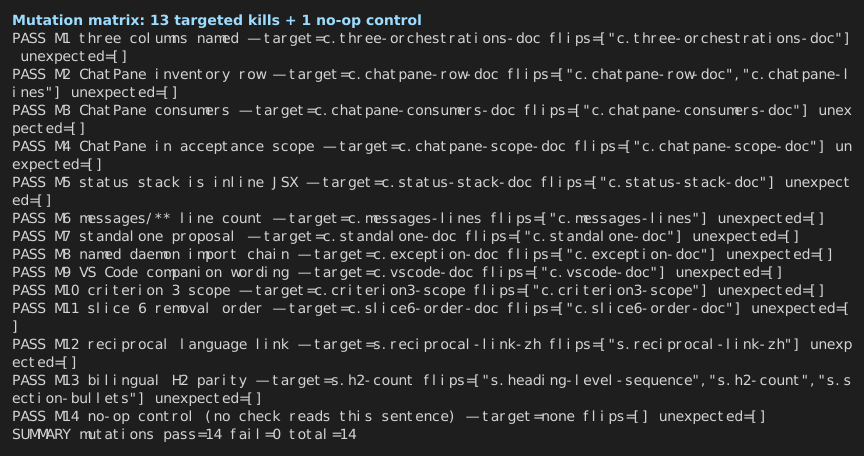 Mutation matrix: 13 targeted kills + 1 no-op control
PASS M1 three columns named —target=c.three-orchestrations-doc flips=["c.three-orchestrations-doc"]
unexpected=[]
PASS M2 ChatPane inventory row —target=c.chatpane-row-doc flips=["c.chatpane-row-doc","c.chatpane-l
ines"] unexpected=[]
PASS M3 ChatPane consumers —target=c.chatpane-consumers-doc flips=["c.chatpane-consumers-doc"] unex
pected=[]
PASS M4 ChatPane in acceptance scope —target=c.chatpane-scope-doc flips=["c.chatpane-scope-doc"] un
expected=[]
PASS M5 status stack is inline JSX —target=c.status-stack-doc flips=["c.status-stack-doc"] unexpect
ed=[]
PASS M6 messages/** line count —target=c.messages-lines flips=["c.messages-lines"] unexpected=[]
PASS M7 standalone proposal —target=c.standalone-doc flips=["c.standalone-doc"] unexpected=[]
PASS M8 named daemon import chain —target=c.exception-doc flips=["c.exception-doc"] unexpected=[]
PASS M9 VS Code companion wording —target=c.vscode-doc flips=["c.vscode-doc"] unexpected=[]
PASS M10 criterion 3 scope —target=c.criterion3-scope flips=["c.criterion3-scope"] unexpected=[]
PASS M11 slice 6 removal order —target=c.slice6-order-doc flips=["c.slice6-order-doc"] unexpected=[
]
PASS M12 reciprocal language link —target=s.reciprocal-link-zh flips=["s.reciprocal-link-zh"] unexp
ected=[]
PASS M13 bilingual H2 parity —target=s.h2-count flips=["s.heading-level-sequence","s.h2-count","s.s
ection-bullets"] unexpected=[]
PASS M14 no-op control (no check reads this sentence) —target=none flips=[] unexpected=[]
SUMMARY mutations pass=14 fail=0 total=14